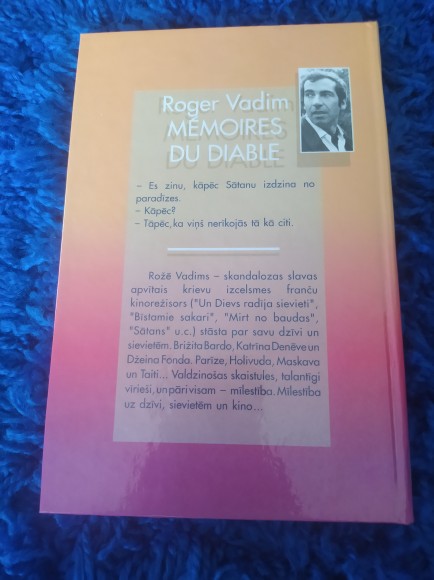 Roger Vadim
MÉMOIRES
DU DIABLE
– Es zinu, kāpēc Sātanu izdzina no
paradīzes.
– Kāpēc?
– Tāpēc, ka viņš nerīkojās tā kā citi.
Rožē Vadims – skandalozas slavas
apvītais krievu izcelsmes franču
kinorežisors ("Un Dievs radīja sievieti",
"Bīstamie sakari", "Mirt no baudas",
"Sātans" u.c.) stāsta par savu dzīvi un
sievietēm. Brižita Bardo, Katrīna Denēve un
Džeina Fonda. Parīze, Holivuda, Maskava
un Taiti... Valdzinošas skaistules, talantīgi
vīrieši, un pāri visam – mīlestība. Mīlestība
uz dzīvi, sievietēm un kino...